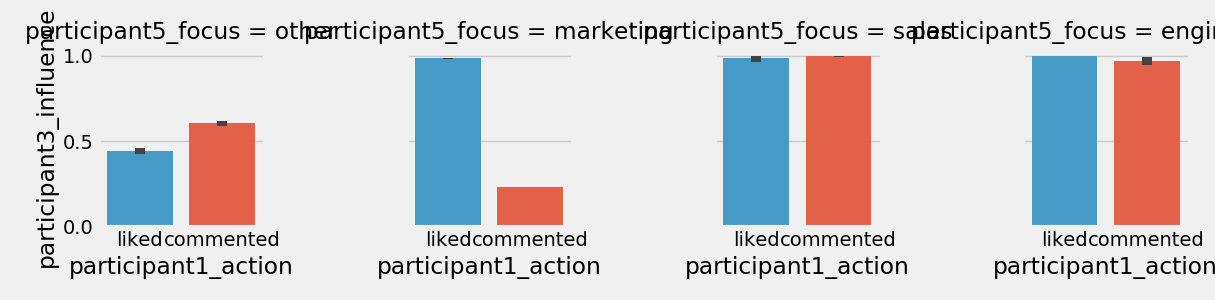 participant5_focus = other
participant5_focus = marketing
participant5_focus = sales
participant5_focus = engin
participant3_influence
1.0
0.5
0.0
liked commented
liked commented
liked commented
liked commented
participant1_action
participant1_action
participant1_action
participant1_action